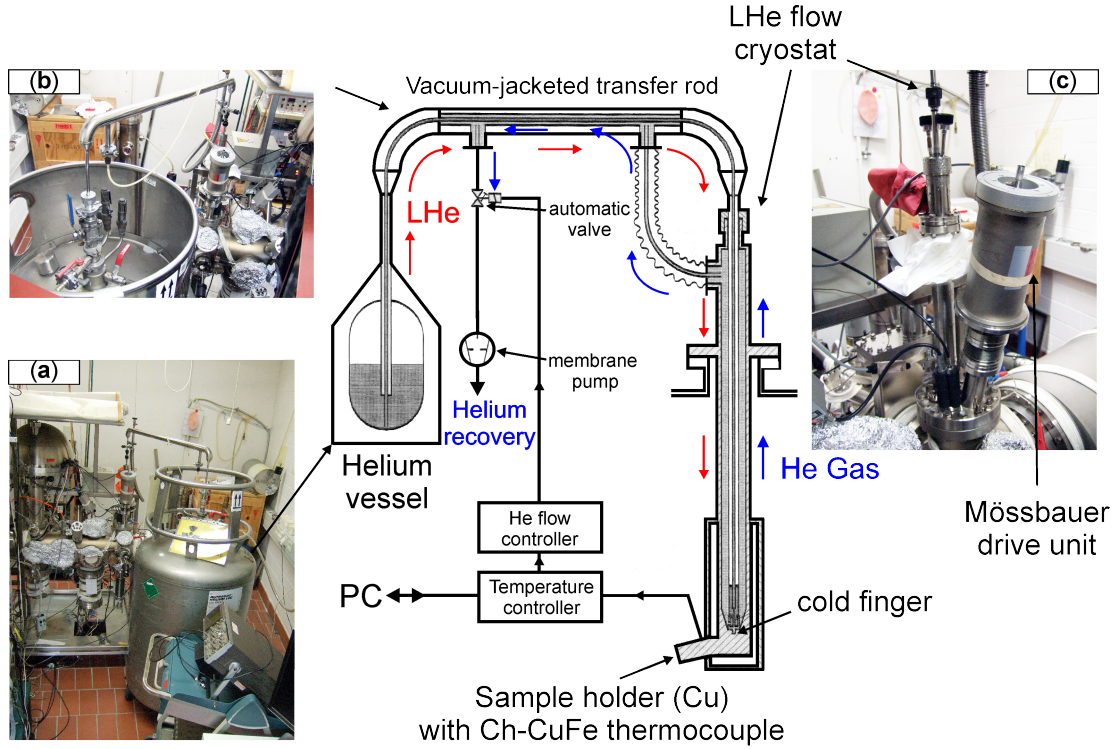 LHe flow
cryostat
(b)
Vacuum-jacketed transfer rod
(c)
LHe
automatic
valve
(a)
membrane
pump
Helium
recovery
He Gas
Helium
vessel
Mössbauer
drive unit
He flow
controller
PC
Temperature
controller
cold finger
Sample holder (Cu)
with Ch-CuFe thermocouple